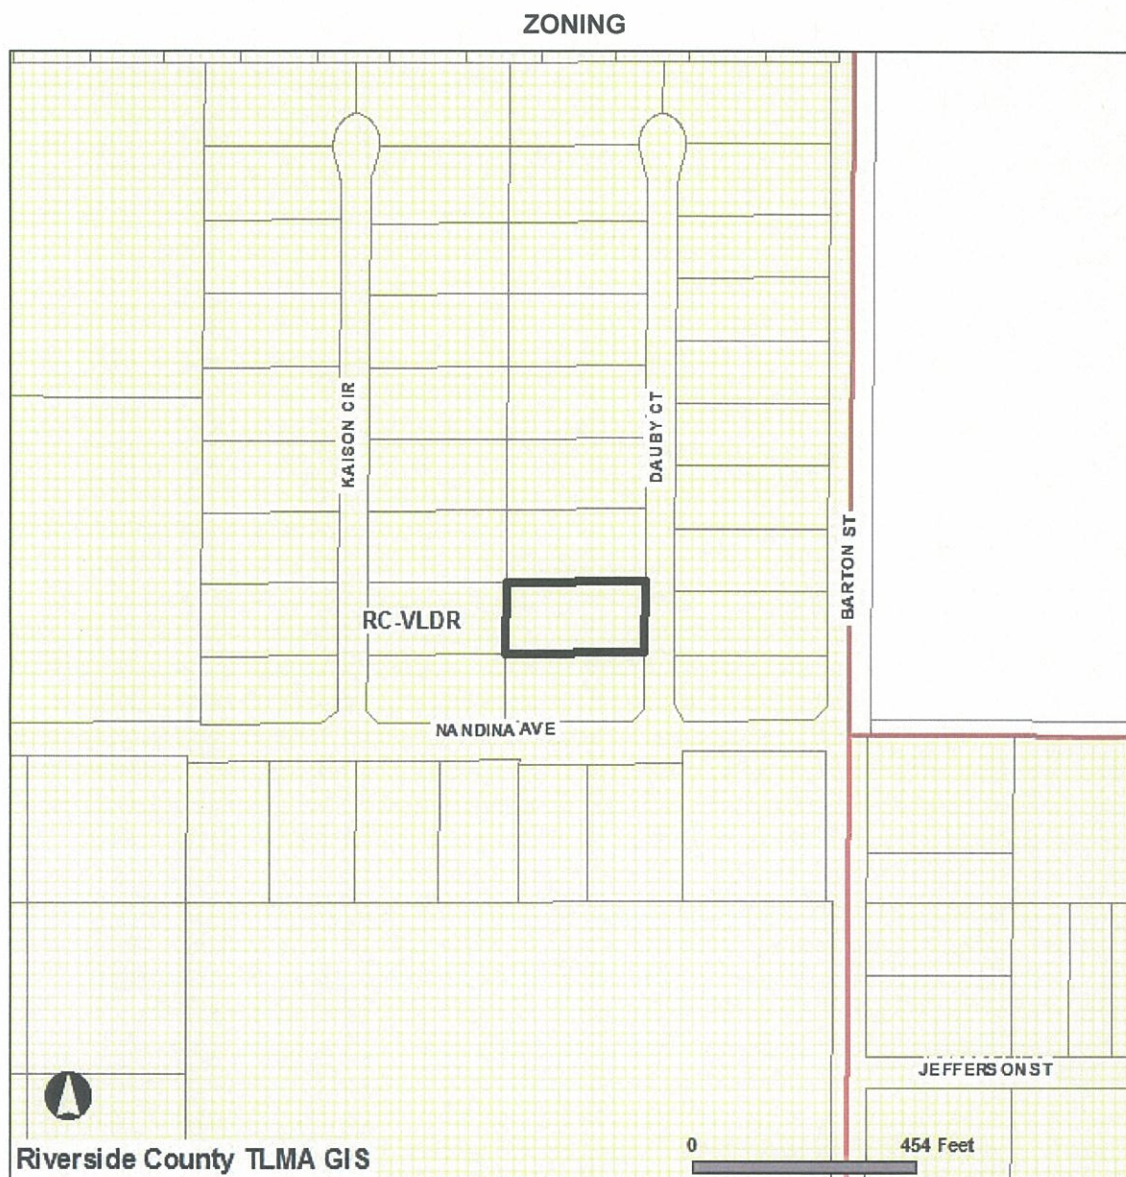 ZONING
KAISON CIR
DAUBY CT
BARTON ST
RC-VLDR
NANDINA AVE
JEFFERSON ST
0
454 Feet
Riverside County TLMA GIS